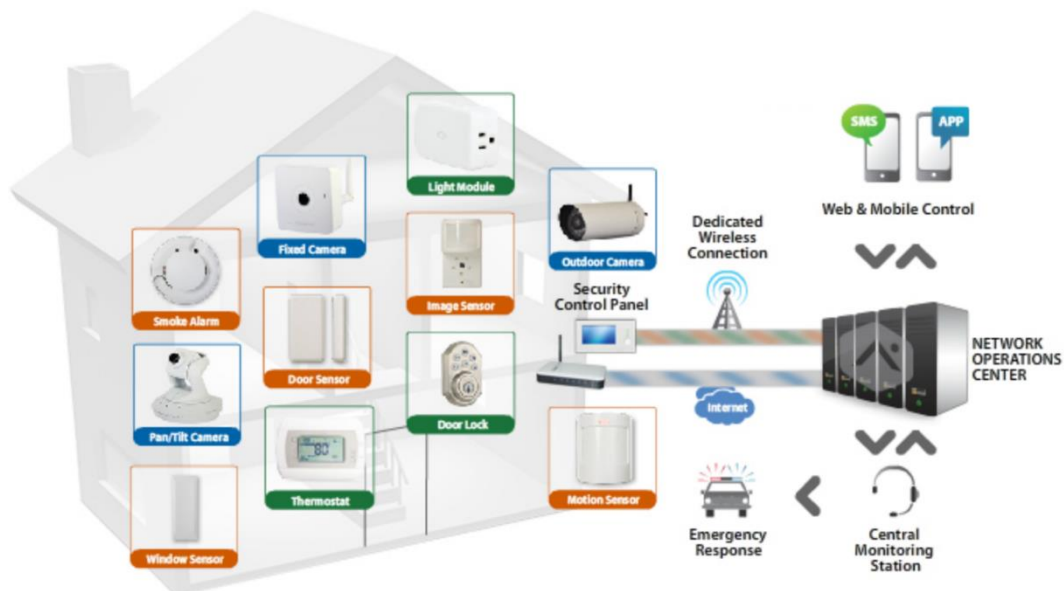 SMS
APP
Web & Mobile Control
Light Module
Fixed Camera
Outdoor Camera
Dedicated
Wireless
Connection
Smoke Alarm
Image Sensor
Security
Control Panel
Door Sensor
NETWORK
OPERATIONS
CENTER
Pan/Tilt Camera
Door Lock
Internet
80
Thermostat
Motion Sensor
Window Sensor
Emergency
Response
Central
Monitoring
Station